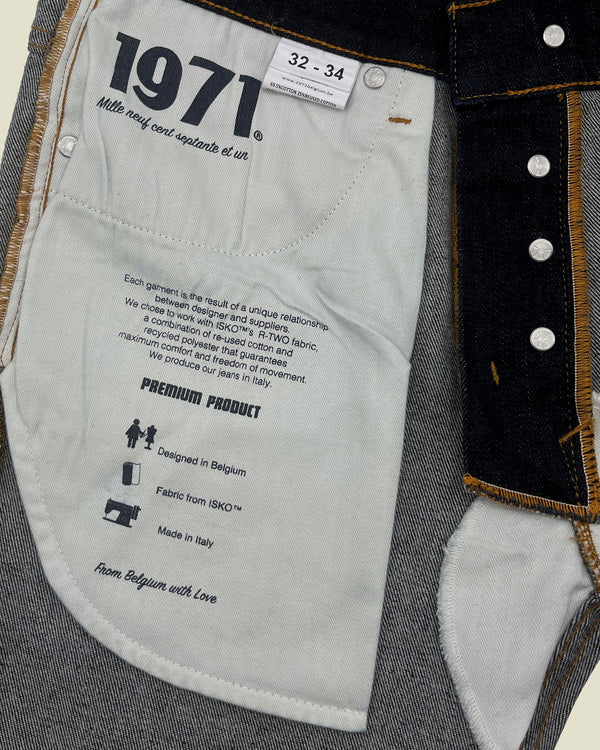 1971®
Mille neuf cent septante et un
32 - 34
www.1971belgium.be
Each garment is the result of a unique relationship
between designer and suppliers.
We chose to work with ISKO™'s R-TWO fabric,
a combination of re-used cotton and
recycled polyester that guarantees
maximum comfort and freedom of movement.
We produce our jeans in Italy.
PREMIUM PRODUCT
Designed in Belgium
Fabric from ISKO™
Made in Italy
From Belgium with Love